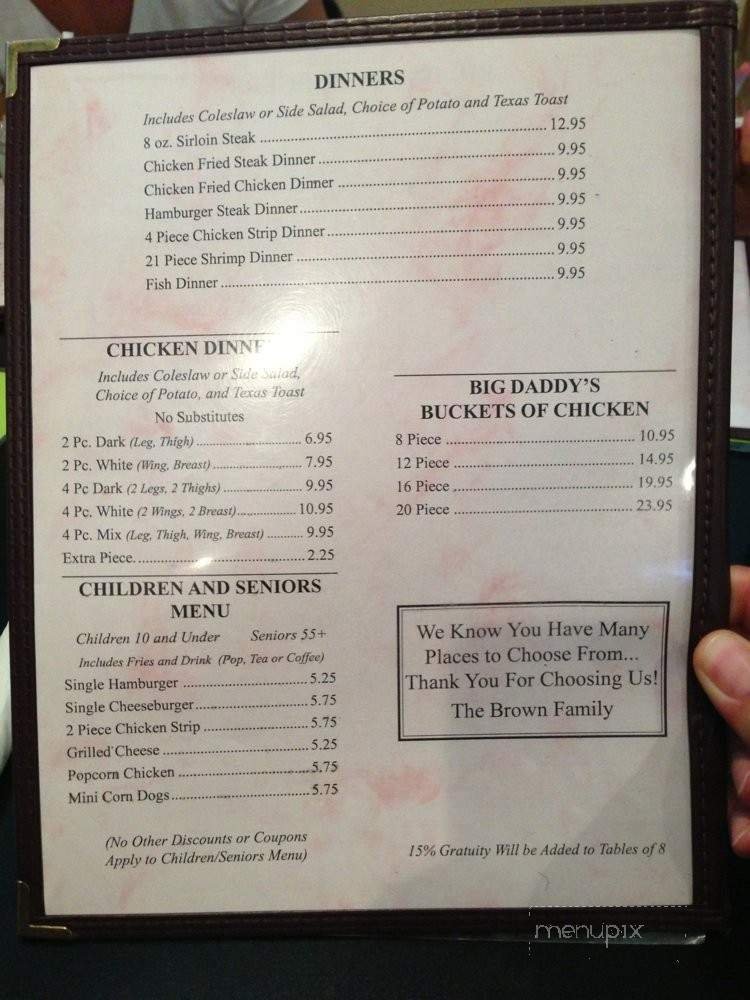 DINNERS
Includes Coleslaw or Side Salad, Choice of Potato and Texas Toast
8 oz. Sirloin Steak ........ 12.95
Chicken Fried Steak Dinner ........ 9.95
Chicken Fried Chicken Dinner ........ 9.95
Hamburger Steak Dinner ........ 9.95
4 Piece Chicken Strip Dinner ........ 9.95
21 Piece Shrimp Dinner ........ 9.95
Fish Dinner ........ 9.95
CHICKEN DINNE
Includes Coleslaw or Side Salad,
Choice of Potato, and Texas Toast
No Substitutes
2 Pc. Dark (Leg, Thigh) ........ 6.95
2 Pc. White (Wing, Breast) ........ 7.95
4 Pc Dark (2 Legs, 2 Thighs) ........ 9.95
4 Pc. White (2 Wings, 2 Breast) ........ 10.95
4 Pc. Mix (Leg, Thigh, Wing, Breast) ........ 9.95
Extra Piece. ........ 2.25
CHILDREN AND SENIORS
MENU
Children 10 and Under Seniors 55+
Includes Fries and Drink (Pop, Tea or Coffee)
Single Hamburger ........ 5.25
Single Cheeseburger ........ 5.75
2 Piece Chicken Strip ........ 5.75
Grilled Cheese ........ 5.25
Popcorn Chicken ........ 5.75
Mini Corn Dogs ........ 5.75
(No Other Discounts or Coupons
Apply to Children/Seniors Menu)
BIG DADDY'S
BUCKETS OF CHICKEN
8 Piece ........ 10.95
12 Piece ........ 14.95
16 Piece ........ 19.95
20 Piece ........ 23.95
We Know You Have Many
Places to Choose From...
Thank You For Choosing Us!
The Brown Family
15% Gratuity Will be Added to Tables of 8
menupix